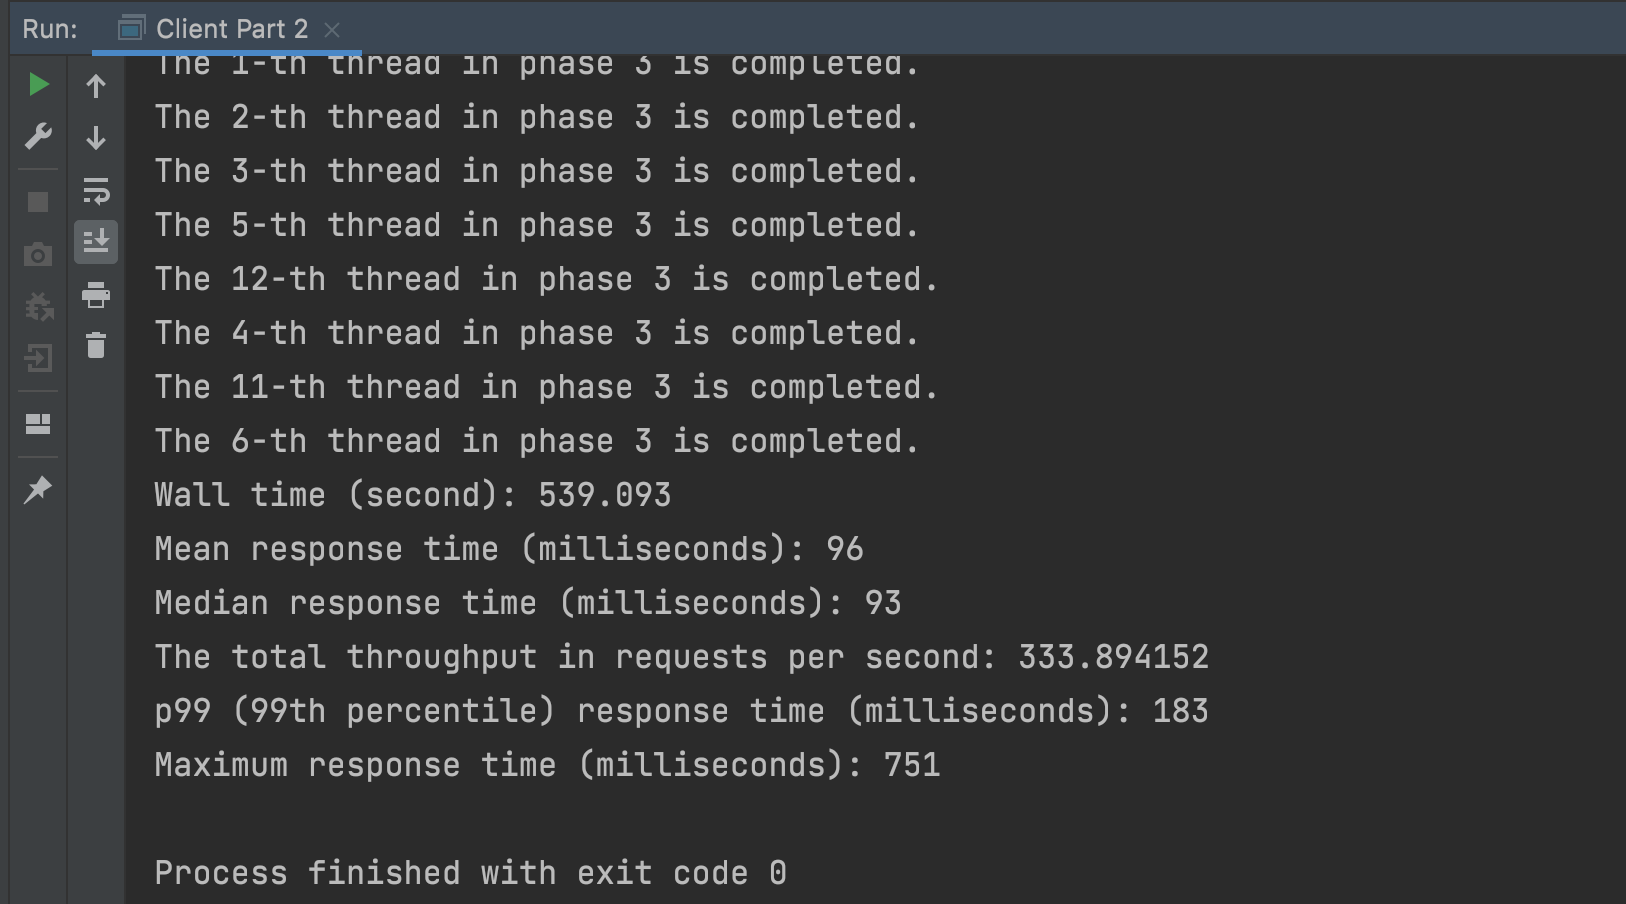 Run:
Client Part 2
The 1-th thread in phase 3 is completed.
The 2-th thread in phase 3 is completed.
The 3-th thread in phase 3 is completed.
The 5-th thread in phase 3 is completed.
The 12-th thread in phase 3 is completed.
The 4-th thread in phase 3 is completed.
The 11-th thread in phase 3 is completed.
The 6-th thread in phase 3 is completed.
Wall time (second): 539.093
Mean response time (milliseconds): 96
Median response time (milliseconds): 93
The total throughput in requests per second: 333.894152
p99 (99th percentile) response time (milliseconds): 183
Maximum response time (milliseconds): 751
Process finished with exit code 0